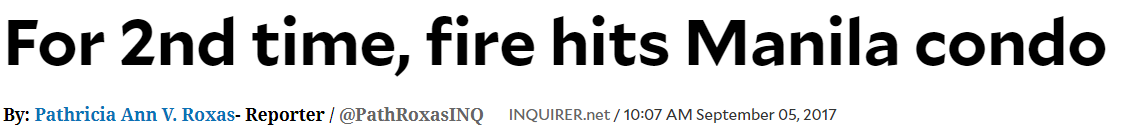 For 2nd time, fire hits Manila condo
By: Pathricia Ann V. Roxas- Reporter / @PathRoxasINQ INQUIRER.net / 10:07 AM September 05, 2017